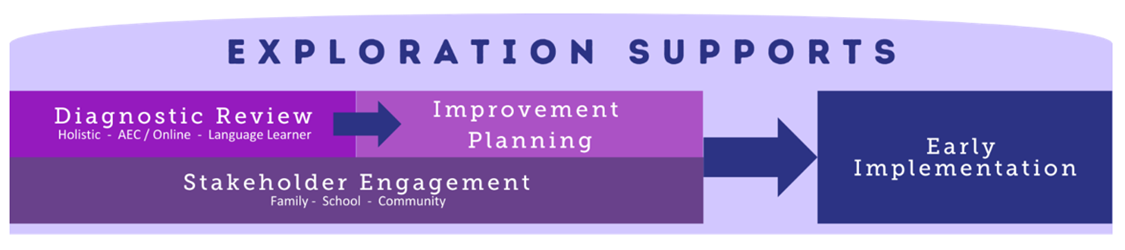 EXPLORATION SUPPORTS
Diagnostic Review
Holistic - AEC / Online - Language Learner
Improvement
Planning
Stakeholder Engagement
Family - School - Community
Early
Implementation